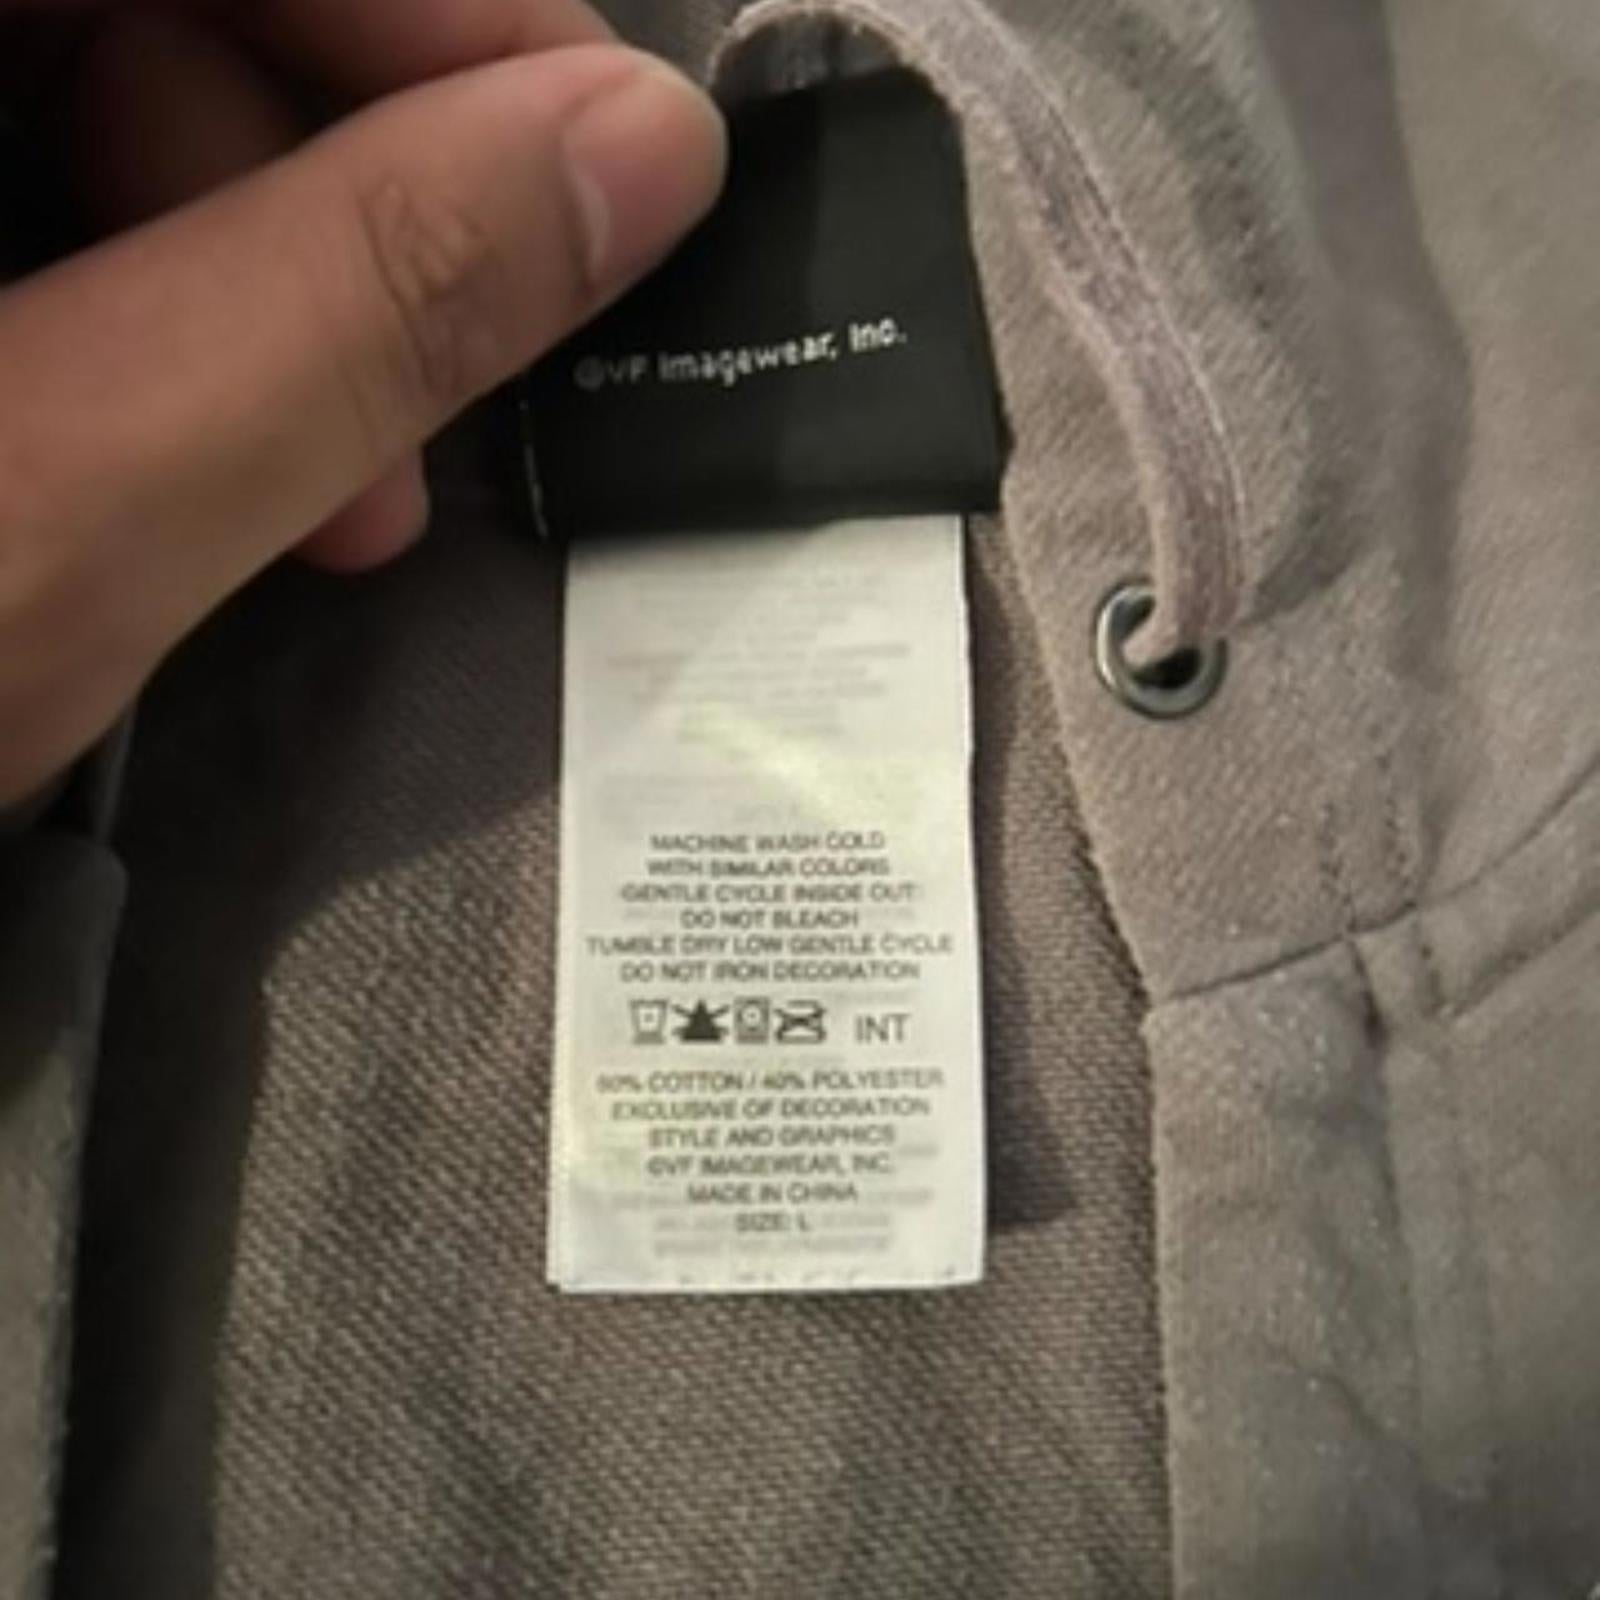 ©VF Imagewear, Inc.
MACHINE WASH COLD
WITH SIMILAR COLORS
GENTLE CYCLE INSIDE OUT
DO NOT BLEACH
TUMBLE DRY LOW GENTLE CYCLE
DO NOT IRON DECORATION
INT
60% COTTON / 40% POLYESTER
EXCLUSIVE OF DECORATION
STYLE AND GRAPHICS
©VF IMAGEWEAR, INC.
MADE IN CHINA
SIZE: L